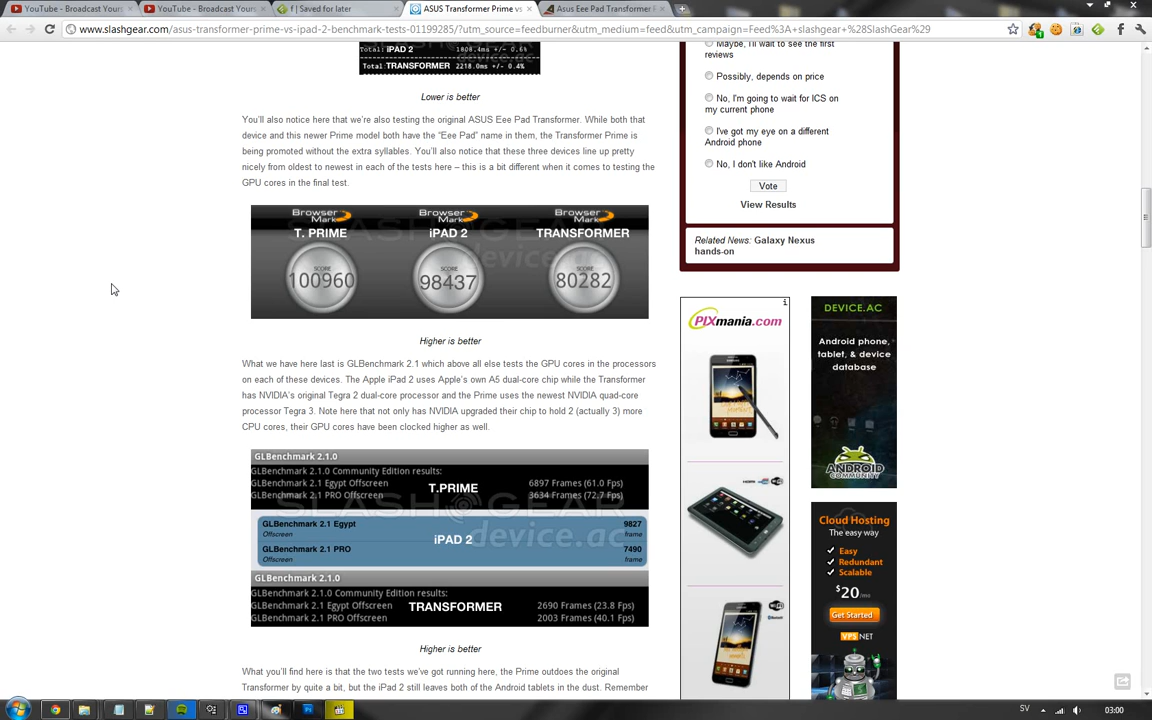 YouTube - Broadcast Yours
YouTube - Broadcast Yours
f | Saved for later
ASUS Transformer Prime vs
Asus Eee Pad Transformer P
www.slashgear.com/asus-transformer-prime-vs-ipad-2-benchmark-tests-01199285/?utm_source=feedburner&utm_medium=feed&utm_campaign=Feed%3A+slashgear+%28SlashGear%29
Total iPAD 2 1808.4ms +/- 0.6%
Total: TRANSFORMER 2218.0ms +/- 0.4%
Lower is better
You'll also notice here that we're also testing the original ASUS Eee Pad Transformer. While both that
device and this newer Prime model both have the "Eee Pad" name in them, the Transformer Prime is
being promoted without the extra syllables. You'll also notice that these three devices line up pretty
nicely from oldest to newest in each of the tests here – this is a bit different when it comes to testing the
GPU cores in the final test.
Browser Mark Browser Mark Browser Mark
T. PRIME iPAD 2 TRANSFORMER
SLASHGEAR
device.ac
SCORE SCORE SCORE
100960 98437 80282
Higher is better
What we have here last is GLBenchmark 2.1 which above all else tests the GPU cores in the processors
on each of these devices. The Apple iPad 2 uses Apple's own A5 dual-core chip while the Transformer
has NVIDIA's original Tegra 2 dual-core processor and the Prime uses the newest NVIDIA quad-core
processor Tegra 3. Note here that not only has NVIDIA upgraded their chip to hold 2 (actually 3) more
CPU cores, their GPU cores have been clocked higher as well.
GLBenchmark 2.1.0
GLBenchmark 2.1.0 Community Edition results:
GLBenchmark 2.1 Egypt Offscreen 6897 Frames (61.0 Fps)
T.PRIME
GLBenchmark 2.1 PRO Offscreen 3634 Frames (72.7 Fps)
SLASHGEAR
device.ac
GLBenchmark 2.1 Egypt 9827
Offscreen frame
iPAD 2
GLBenchmark 2.1 PRO 7490
Offscreen frame
GLBenchmark 2.1.0
GLBenchmark 2.1.0 Community Edition results:
GLBenchmark 2.1 Egypt Offscreen 2690 Frames (23.8 Fps)
TRANSFORMER
GLBenchmark 2.1 PRO Offscreen 2003 Frames (40.1 Fps)
Higher is better
What you'll find here is that the two tests we've got running here, the Prime outdoes the original
Transformer by quite a bit, but the iPad 2 still leaves both of the Android tablets in the dust. Remember
Maybe, I'll wait to see the first
reviews
Possibly, depends on price
No, I'm going to wait for ICS on
my current phone
I've got my eye on a different
Android phone
No, I don't like Android
Vote
View Results
Related News: Galaxy Nexus
hands-on
PIXmania.com
DEVICE.AC
Android phone,
tablet, & device
database
ANDROID
COMMUNITY
Cloud Hosting
The easy way
Easy
Redundant
Scalable
$20/mo
Get Started
VPS NET
SV
03:00